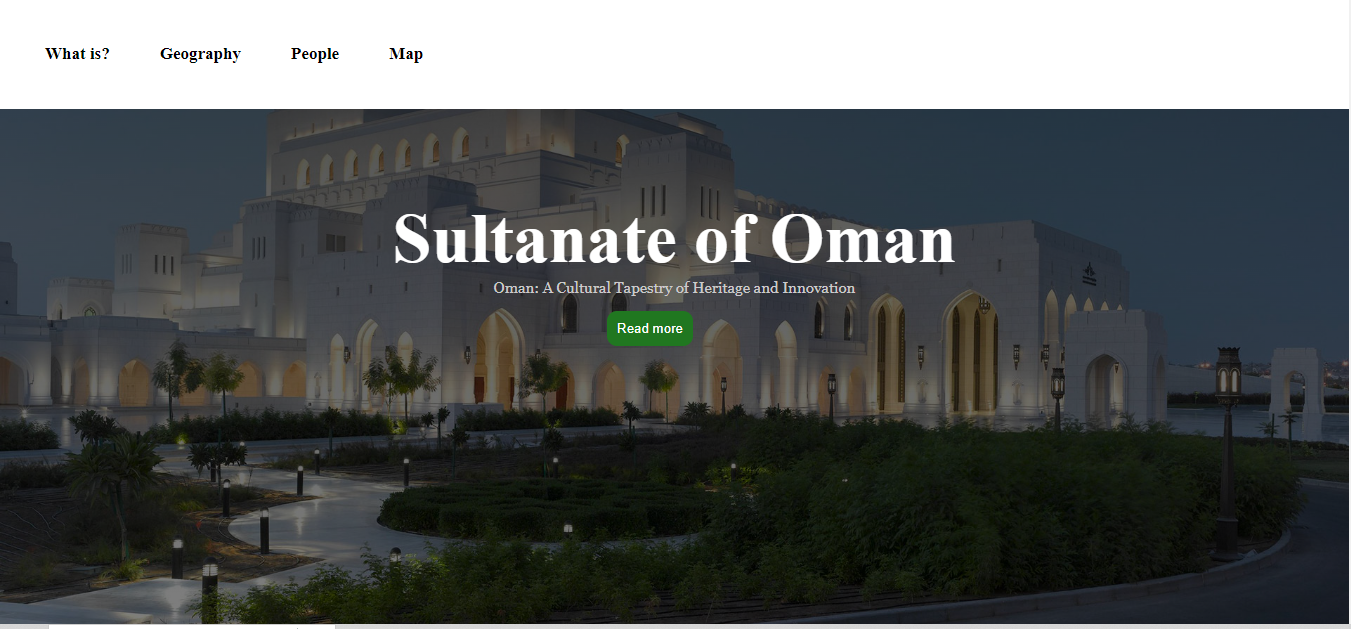 What is? Geography People Map
Sultanate of Oman
Oman: A Cultural Tapestry of Heritage and Innovation
Read more